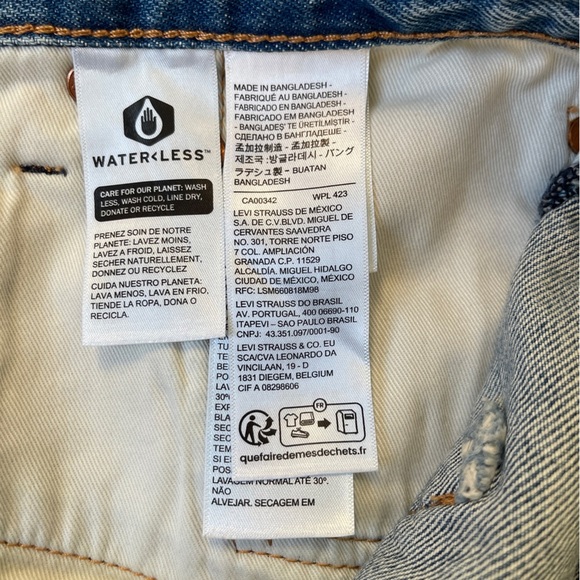 WATER<LESS™
CARE FOR OUR PLANET: WASH
LESS, WASH COLD, LINE DRY,
DONATE OR RECYCLE
PRENEZ SOIN DE NOTRE
PLANETE: LAVEZ MOINS,
LAVEZ A FROID, LAISSEZ
SECHER NATURELLEMENT,
DONNEZ OU RECYCLEZ
CUIDA NUESTRO PLANETA:
LAVA MENOS, LAVA EN FRIO,
TIENDE LA ROPA, DONA O
RECICLA.
MADE IN BANGLADESH -
FABRIQUÉ AU BANGLADESH -
FABRICADO EN BANGLADESH -
FABRICADO EM BANGLADESH
- BANGLADEŞ'TE ÜRETİLMİŞTİR -
СДЕЛАНО В БАНГЛАДЕШЕ -
孟加拉制造 - 孟加拉製造 -
제조국 :방글라데시 - バング
ラデシュ製 - BUATAN
BANGLADESH
CA00342 WPL 423
LEVI STRAUSS DE MÉXICO
S.A. DE C.V.BLVD. MIGUEL DE
CERVANTES SAAVEDRA
NO. 301, TORRE NORTE PISO
7 COL. AMPLIACIÓN
GRANADA C.P. 11529
ALCALDÍA, MIGUEL HIDALGO
CIUDAD DE MÉXICO, MÉXICO
RFC: LSM660818M98
LEVI STRAUSS DO BRASIL
AV. PORTUGAL, 400 06690-110
ITAPEVI – SAO PAULO BRASIL
CNPJ: 43.351.097/0001-90
LEVI STRAUSS & CO. EU
SCA/CVA LEONARDO DA
VINCILAAN, 19 - D
1831 DIEGEM, BELGIUM
CIF A 08298606
FR
quefairedemesdechets.fr
LAVAGEM NORMAL ATÉ 30º.
NÃO
ALVEJAR. SECAGEM EM